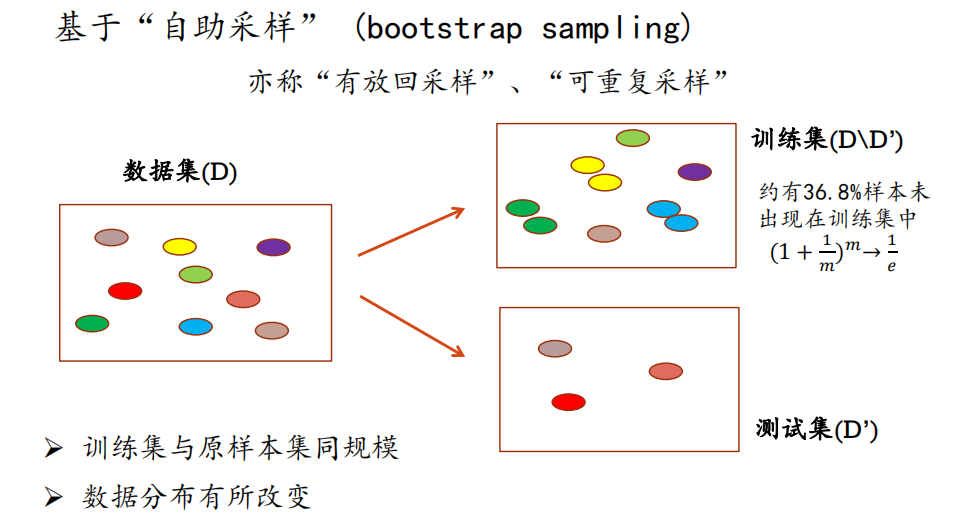 基于“自助采样” (bootstrap sampling)
亦称“有放回采样”、“可重复采样”
数据集(D)
训练集(D\D’)
约有36.8%样本未
出现在训练集中
(1 + 1/m)^m → 1/e
测试集(D’)
➢ 训练集与原样本集同规模
➢ 数据分布有所改变